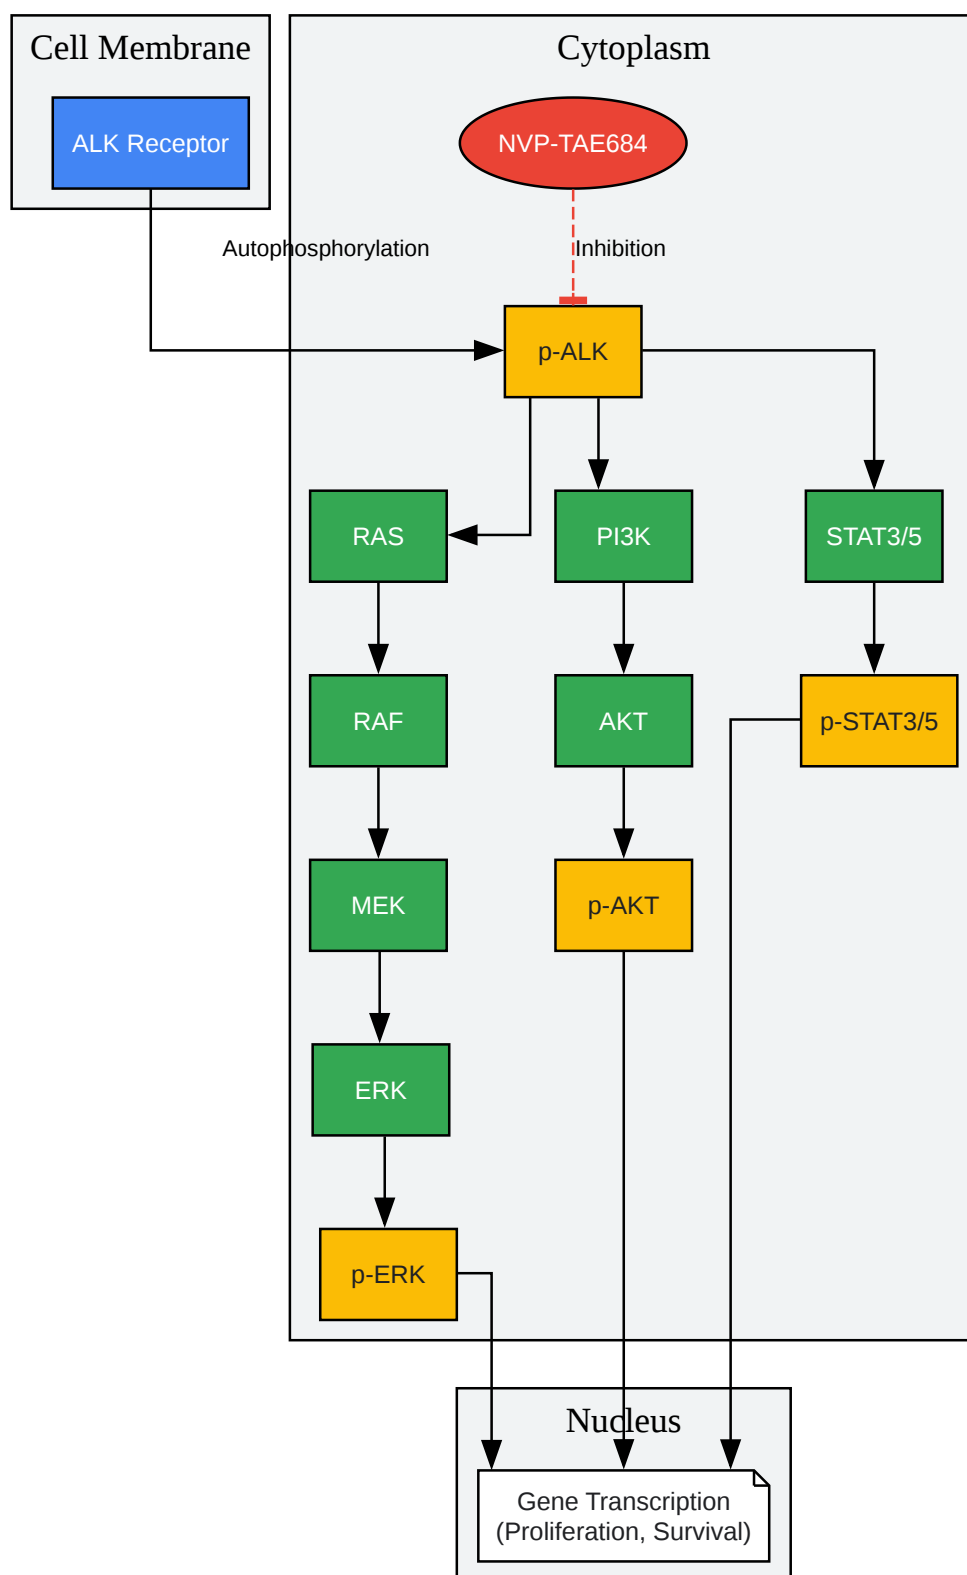 Cell Membrane
Cytoplasm
ALK Receptor
NVP-TAE684
Autophosphorylation
Inhibition
p-ALK
RAS
PI3K
STAT3/5
RAF
AKT
p-STAT3/5
MEK
p-AKT
ERK
p-ERK
Nucleus
Gene Transcription
(Proliferation, Survival)